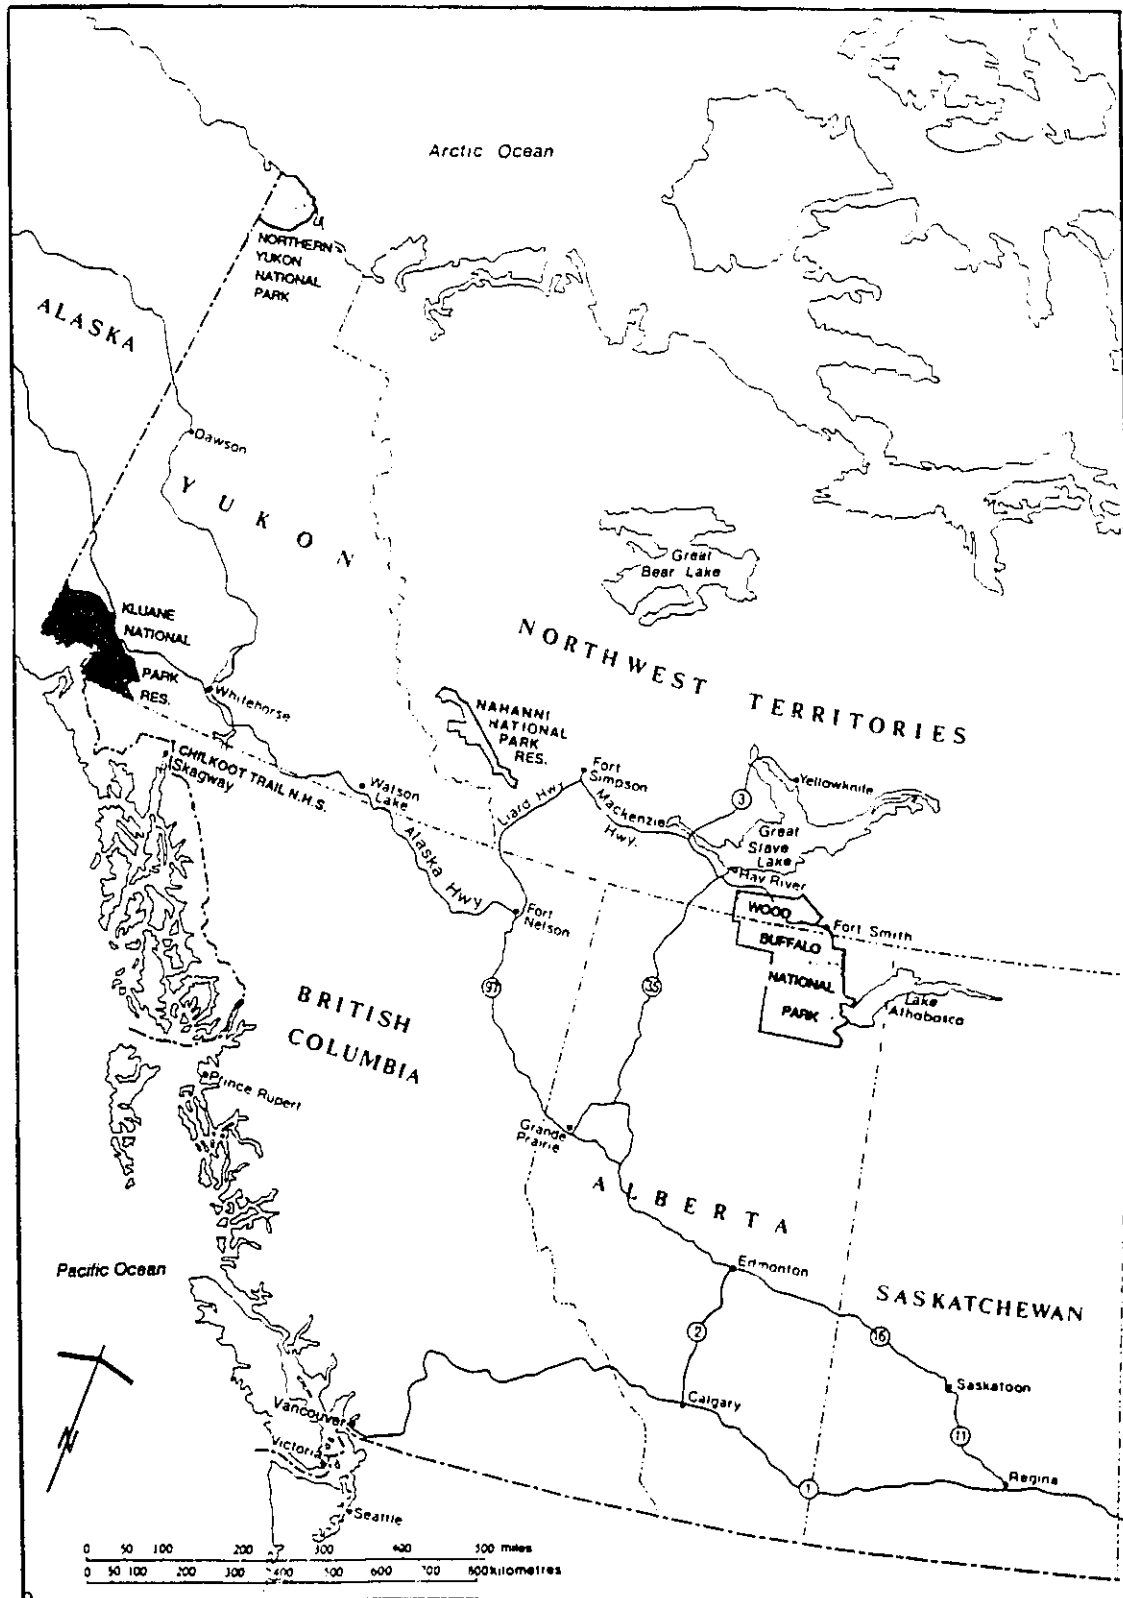 Arctic Ocean
NORTHERN
YUKON
NATIONAL
PARK
ALASKA
Dawson
YUKON
Great
Bear Lake
KLUANE
NATIONAL
PARK
RES.
Whitehorse
NORTHWEST TERRITORIES
NAHANNI
NATIONAL
PARK
RES.
CHILKOOT TRAIL N.H.S.
Skagway
Watson
Lake
Fort
Simpson
Liard Hwy
Mackenzie
Hwy.
3
Yellowknife
Great
Slave
Lake
Hay River
Alaska Hwy
Fort
Nelson
WOOD
BUFFALO
NATIONAL
PARK
Fort Smith
Lake
Athabasca
97
35
BRITISH
COLUMBIA
Prince Rupert
Grande
Prairie
ALBERTA
Pacific Ocean
Edmonton
SASKATCHEWAN
2
16
Saskatoon
Calgary
11
Vancouver
Victoria
Regina
1
Seattle
N
0 50 100 200 300 400 500 miles
0 50 100 200 300 400 500 600 700 800 kilometres